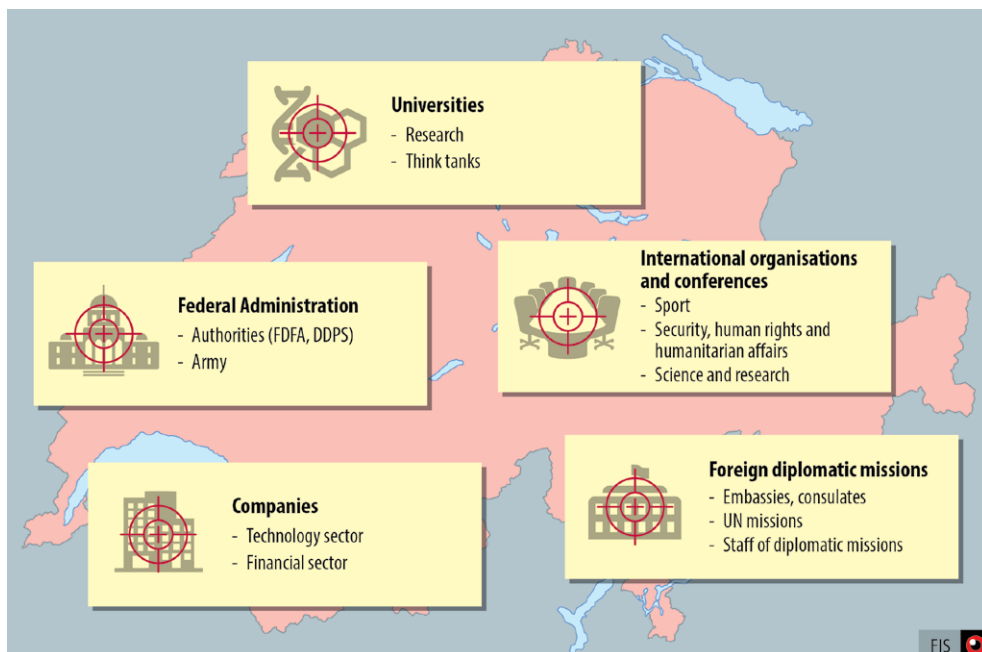 Universities
- Research
- Think tanks
Federal Administration
- Authorities (FDFA, DDPS)
- Army
International organisations
and conferences
- Sport
- Security, human rights and
humanitarian affairs
- Science and research
Companies
- Technology sector
- Financial sector
Foreign diplomatic missions
- Embassies, consulates
- UN missions
- Staff of diplomatic missions
FIS